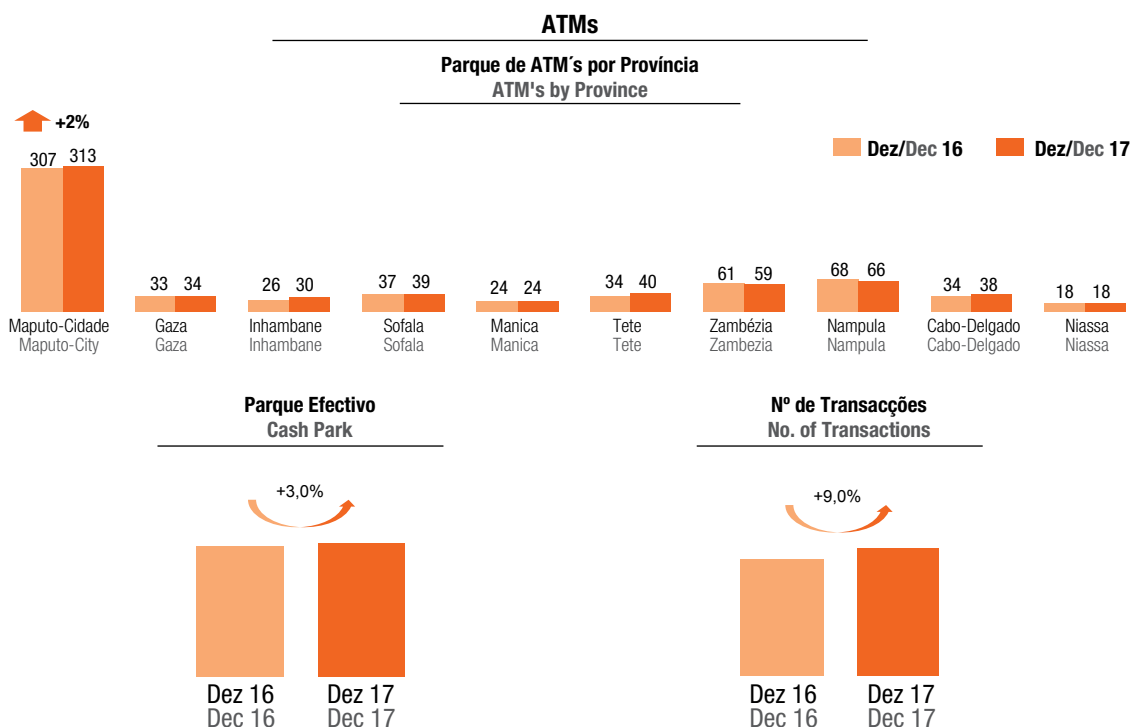 ATMs
Parque de ATM´s por Província
ATM's by Province
+2%
Dez/Dec 16 Dez/Dec 17
307 313
33 34
26 30
37 39
24 24
34 40
61 59
68 66
34 38
18 18
Maputo-Cidade Gaza Inhambane Sofala Manica Tete Zambézia Nampula Cabo-Delgado Niassa
Maputo-City Gaza Inhambane Sofala Manica Tete Zambezia Nampula Cabo-Delgado Niassa
Parque Efectivo
Cash Park
+3,0%
Dez 16 Dez 17
Dec 16 Dec 17
Nº de Transacções
No. of Transactions
+9,0%
Dez 16 Dez 17
Dec 16 Dec 17